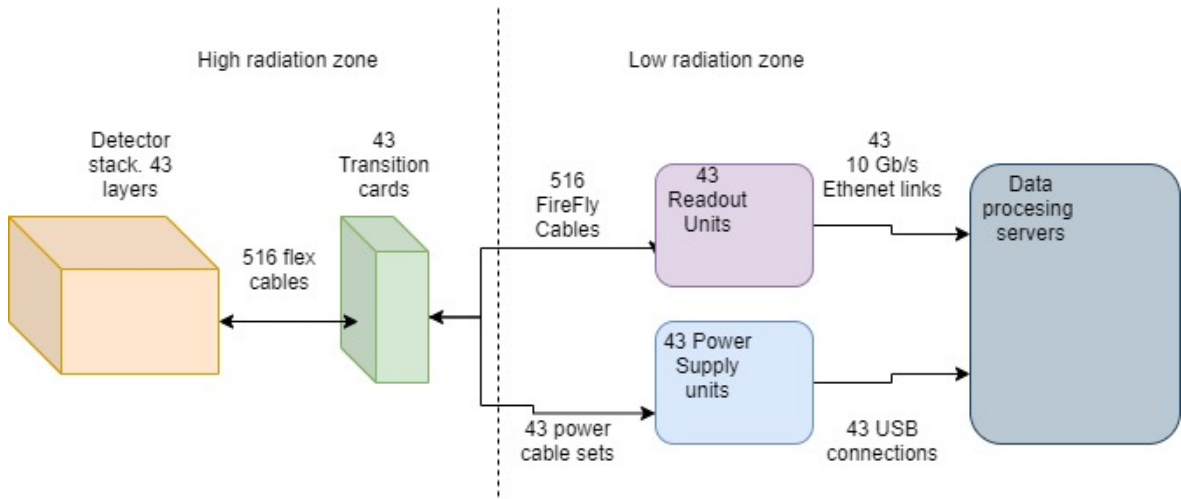 High radiation zone
Low radiation zone
Detector
stack. 43
layers
43
Transition
cards
516 flex
cables
516
FireFly
Cables
43
Readout
Units
43
10 Gb/s
Ethenet links
Data
procesing
servers
43 Power
Supply
units
43 power
cable sets
43 USB
connections